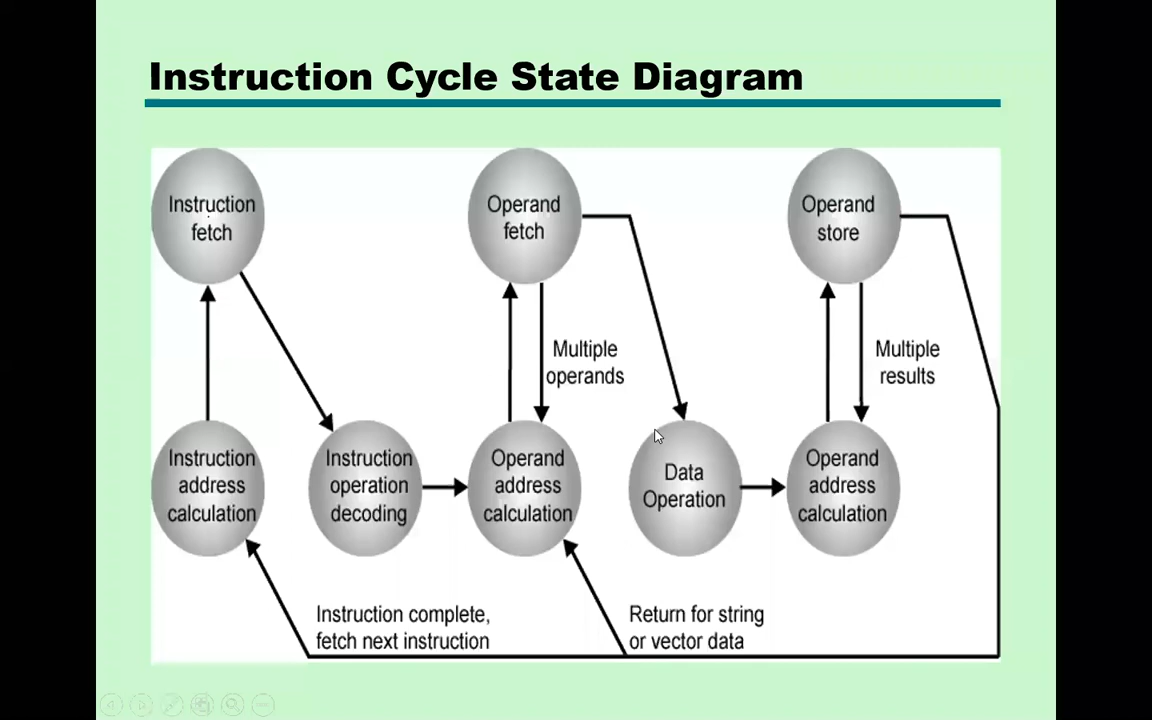 Instruction Cycle State Diagram
Instruction
fetch
Operand
fetch
Operand
store
Multiple
operands
Multiple
results
Instruction
address
calculation
Instruction
operation
decoding
Operand
address
calculation
Data
Operation
Operand
address
calculation
Instruction complete,
fetch next instruction
Return for string
or vector data